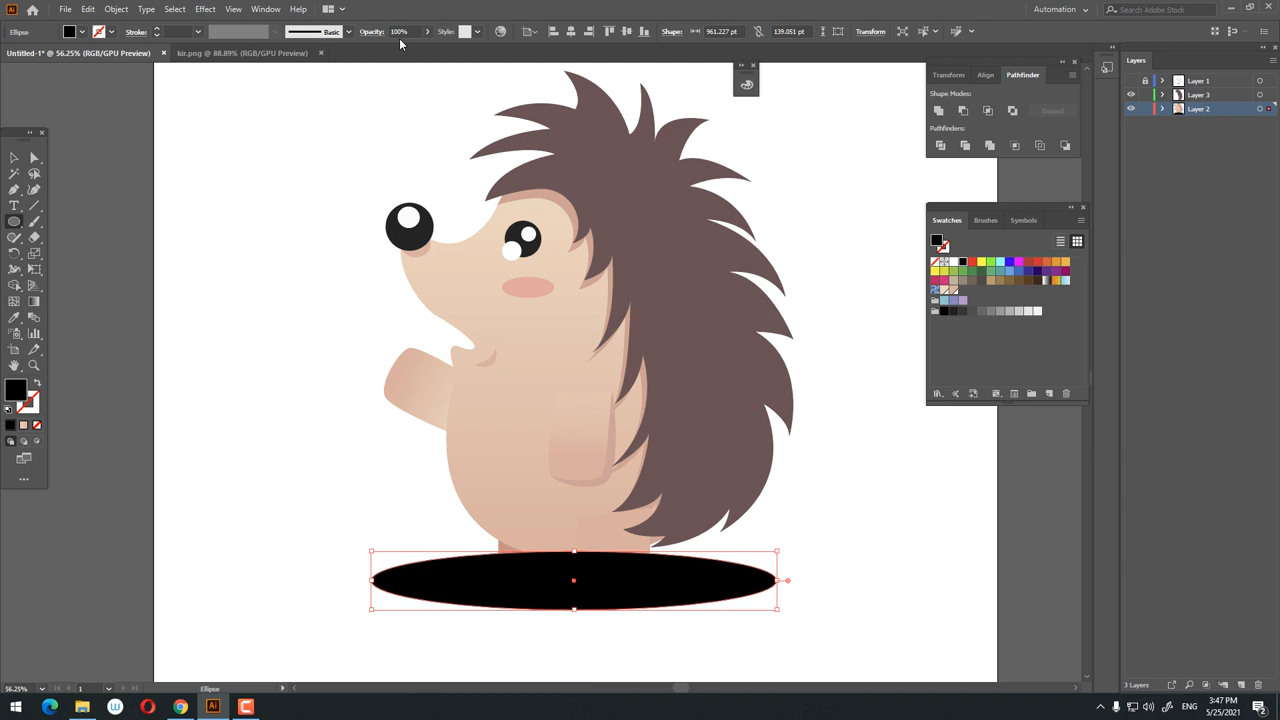 Ai File Edit Object Type Select Effect View Window Help Automation Search Adobe Stock
Ellipse Stroke: Basic Opacity: 100% Style: Shape: 961.227 pt 139.051 pt Transform
Untitled-1* @ 56.25% (RGB/GPU Preview) × kir.png @ 88.89% (RGB/GPU Preview) ×
Layers
Transform Align Pathfinder
Shape Modes:
Expand
Pathfinders:
Layer 1
Layer 3
Layer 2
Swatches Brushes Symbols
56.25% 1 Ellipse 3 Layers
Ai ENG 3:47 PM
5/25/2021